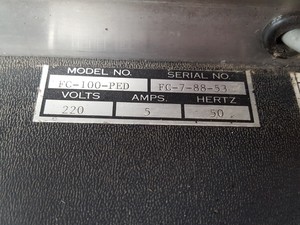 MODEL NO. SERIAL NO.
FC-100-PED FC-7-88-53
VOLTS AMPS. HERTZ
220 5 50